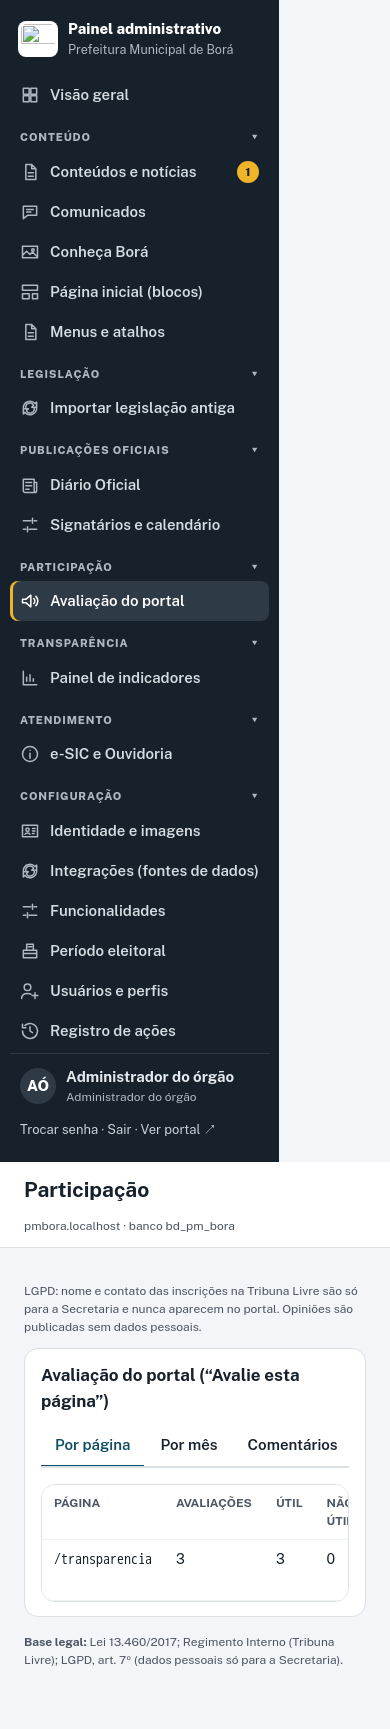 Painel administrativo
Prefeitura Municipal de Borá
Visão geral
CONTEÚDO ▾
Conteúdos e notícias 1
Comunicados
Conheça Borá
Página inicial (blocos)
Menus e atalhos
LEGISLAÇÃO ▾
Importar legislação antiga
PUBLICAÇÕES OFICIAIS ▾
Diário Oficial
Signatários e calendário
PARTICIPAÇÃO ▾
Avaliação do portal
TRANSPARÊNCIA ▾
Painel de indicadores
ATENDIMENTO ▾
e-SIC e Ouvidoria
CONFIGURAÇÃO ▾
Identidade e imagens
Integrações (fontes de dados)
Funcionalidades
Período eleitoral
Usuários e perfis
Registro de ações
AÓ Administrador do órgão
Administrador do órgão
Trocar senha · Sair · Ver portal ↗
Participação
pmbora.localhost · banco bd_pm_bora
LGPD: nome e contato das inscrições na Tribuna Livre são só
para a Secretaria e nunca aparecem no portal. Opiniões são
publicadas sem dados pessoais.
Avaliação do portal (“Avalie esta
página”)
Por página Por mês Comentários
PÁGINA AVALIAÇÕES ÚTIL NÃO
ÚTIL
/transparencia 3 3 0
Base legal: Lei 13.460/2017; Regimento Interno (Tribuna
Livre); LGPD, art. 7º (dados pessoais só para a Secretaria).